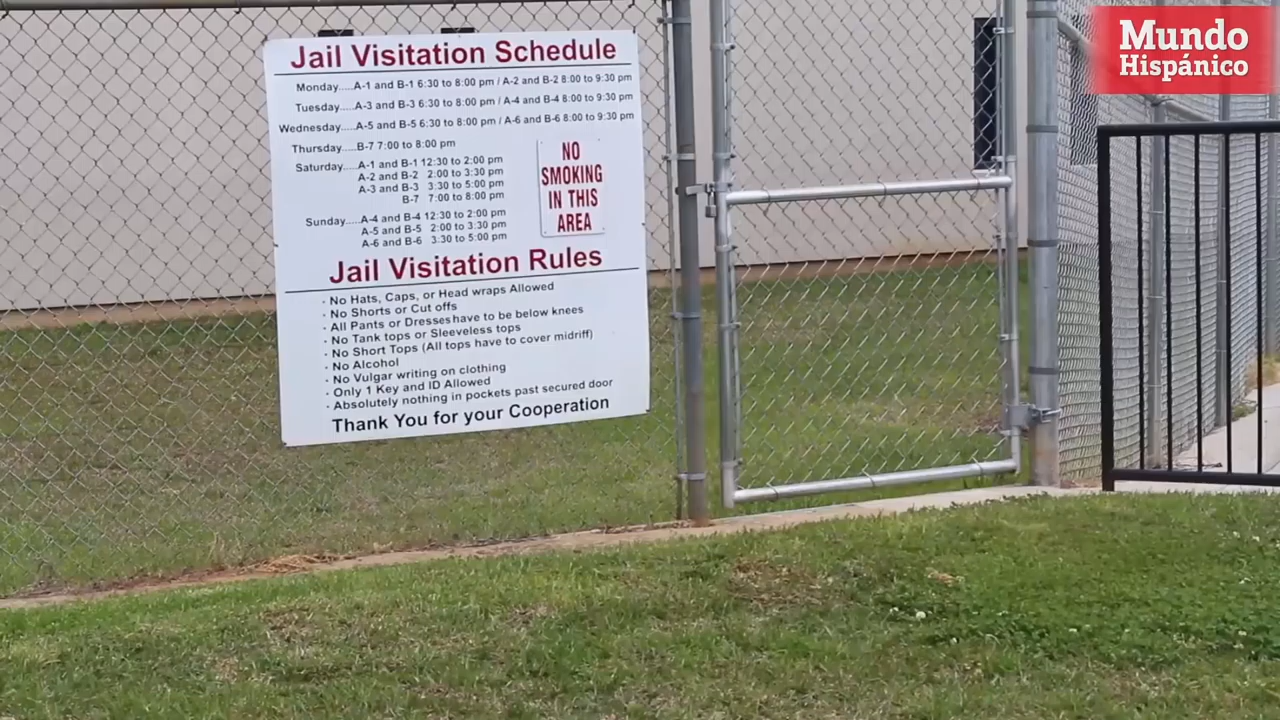 Mundo
Hispánico
Jail Visitation Schedule
Monday.....A-1 and B-1 6:30 to 8:00 pm / A-2 and B-2 8:00 to 9:30 pm
Tuesday.....A-3 and B-3 6:30 to 8:00 pm / A-4 and B-4 8:00 to 9:30 pm
Wednesday.....A-5 and B-5 6:30 to 8:00 pm / A-6 and B-6 8:00 to 9:30 pm
Thursday.....B-7 7:00 to 8:00 pm
Saturday.....A-1 and B-1 12:30 to 2:00 pm
A-2 and B-2 2:00 to 3:30 pm
A-3 and B-3 3:30 to 5:00 pm
B-7 7:00 to 8:00 pm
Sunday.....A-4 and B-4 12:30 to 2:00 pm
A-5 and B-5 2:00 to 3:30 pm
A-6 and B-6 3:30 to 5:00 pm
NO
SMOKING
IN THIS
AREA
Jail Visitation Rules
· No Hats, Caps, or Head wraps Allowed
· No Shorts or Cut offs
· All Pants or Dresses have to be below knees
· No Tank tops or Sleeveless tops
· No Short Tops (All tops have to cover midriff)
· No Alcohol
· No Vulgar writing on clothing
· Only 1 Key and ID Allowed
· Absolutely nothing in pockets past secured door
Thank You for your Cooperation